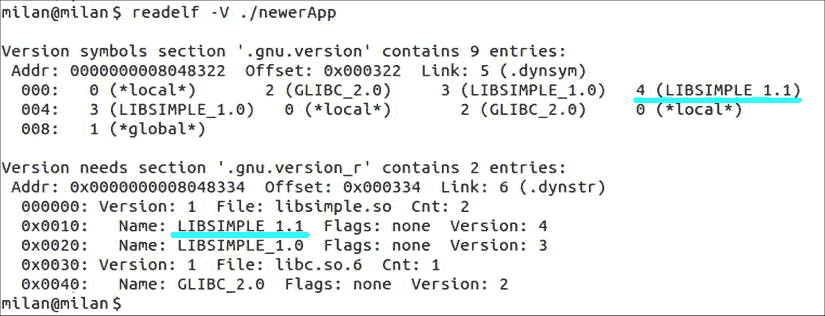 milan@milan$ readelf -V ./newerApp
Version symbols section '.gnu.version' contains 9 entries:
Addr: 0000000008048322 Offset: 0x000322 Link: 5 (.dynsym)
000: 0 (*local*) 2 (GLIBC_2.0) 3 (LIBSIMPLE_1.0) 4 (LIBSIMPLE_1.1)
004: 3 (LIBSIMPLE_1.0) 0 (*local*) 2 (GLIBC_2.0) 0 (*local*)
008: 1 (*global*)
Version needs section '.gnu.version_r' contains 2 entries:
Addr: 0x0000000008048334 Offset: 0x000334 Link: 6 (.dynstr)
000000: Version: 1 File: libsimple.so Cnt: 2
0x0010: Name: LIBSIMPLE_1.1 Flags: none Version: 4
0x0020: Name: LIBSIMPLE_1.0 Flags: none Version: 3
0x0030: Version: 1 File: libc.so.6 Cnt: 1
0x0040: Name: GLIBC_2.0 Flags: none Version: 2
milan@milan$